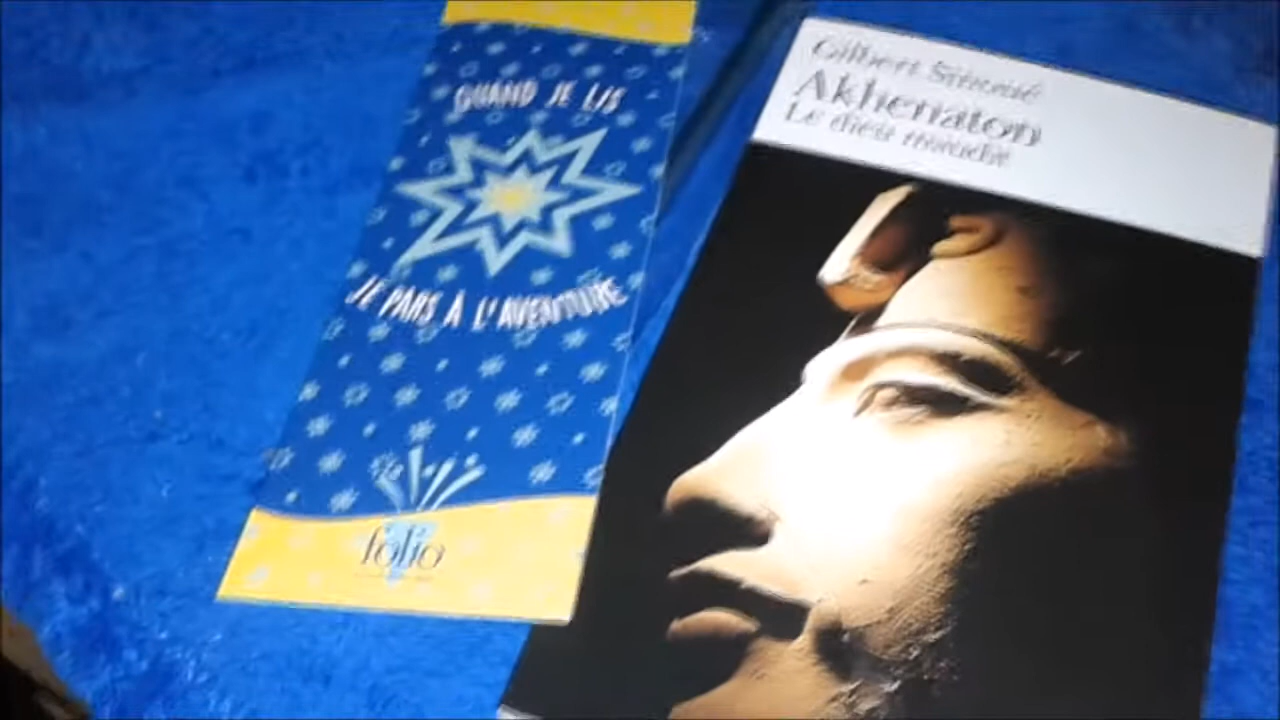 QUAND JE LIS
JE PARS À L'AVENTURE
folio
Gilbert Sinoué
Akhenaton
Le dieu maudit